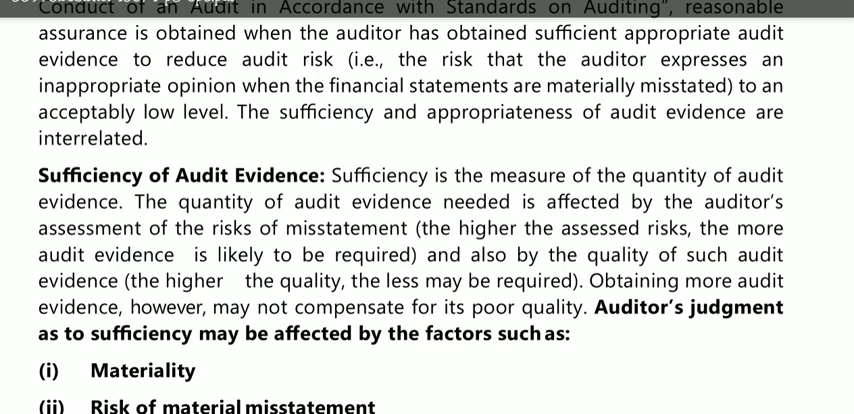 Conduct of an Audit in Accordance with Standards on Auditing", reasonable
assurance is obtained when the auditor has obtained sufficient appropriate audit
evidence to reduce audit risk (i.e., the risk that the auditor expresses an
inappropriate opinion when the financial statements are materially misstated) to an
acceptably low level. The sufficiency and appropriateness of audit evidence are
interrelated.
Sufficiency of Audit Evidence: Sufficiency is the measure of the quantity of audit
evidence. The quantity of audit evidence needed is affected by the auditor's
assessment of the risks of misstatement (the higher the assessed risks, the more
audit evidence is likely to be required) and also by the quality of such audit
evidence (the higher the quality, the less may be required). Obtaining more audit
evidence, however, may not compensate for its poor quality. Auditor's judgment
as to sufficiency may be affected by the factors such as:
(i) Materiality
(ii) Risk of material misstatement